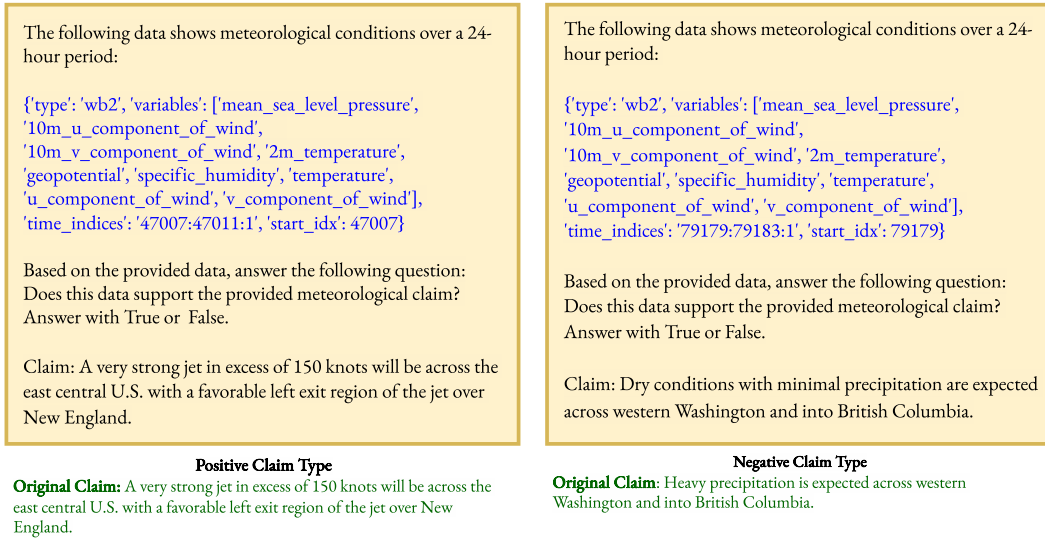 The following data shows meteorological conditions over a 24-
hour period:
{'type': 'wb2', 'variables': ['mean_sea_level_pressure',
'10m_u_component_of_wind',
'10m_v_component_of_wind', '2m_temperature',
'geopotential', 'specific_humidity', 'temperature',
'u_component_of_wind', 'v_component_of_wind'],
'time_indices': '47007:47011:1', 'start_idx': 47007}
Based on the provided data, answer the following question:
Does this data support the provided meteorological claim?
Answer with True or False.
Claim: A very strong jet in excess of 150 knots will be across the
east central U.S. with a favorable left exit region of the jet over
New England.
Positive Claim Type
Original Claim: A very strong jet in excess of 150 knots will be across the
east central U.S. with a favorable left exit region of the jet over New
England.
The following data shows meteorological conditions over a 24-
hour period:
{'type': 'wb2', 'variables': ['mean_sea_level_pressure',
'10m_u_component_of_wind',
'10m_v_component_of_wind', '2m_temperature',
'geopotential', 'specific_humidity', 'temperature',
'u_component_of_wind', 'v_component_of_wind'],
'time_indices': '79179:79183:1', 'start_idx': 79179}
Based on the provided data, answer the following question:
Does this data support the provided meteorological claim?
Answer with True or False.
Claim: Dry conditions with minimal precipitation are expected
across western Washington and into British Columbia.
Negative Claim Type
Original Claim: Heavy precipitation is expected across western
Washington and into British Columbia.